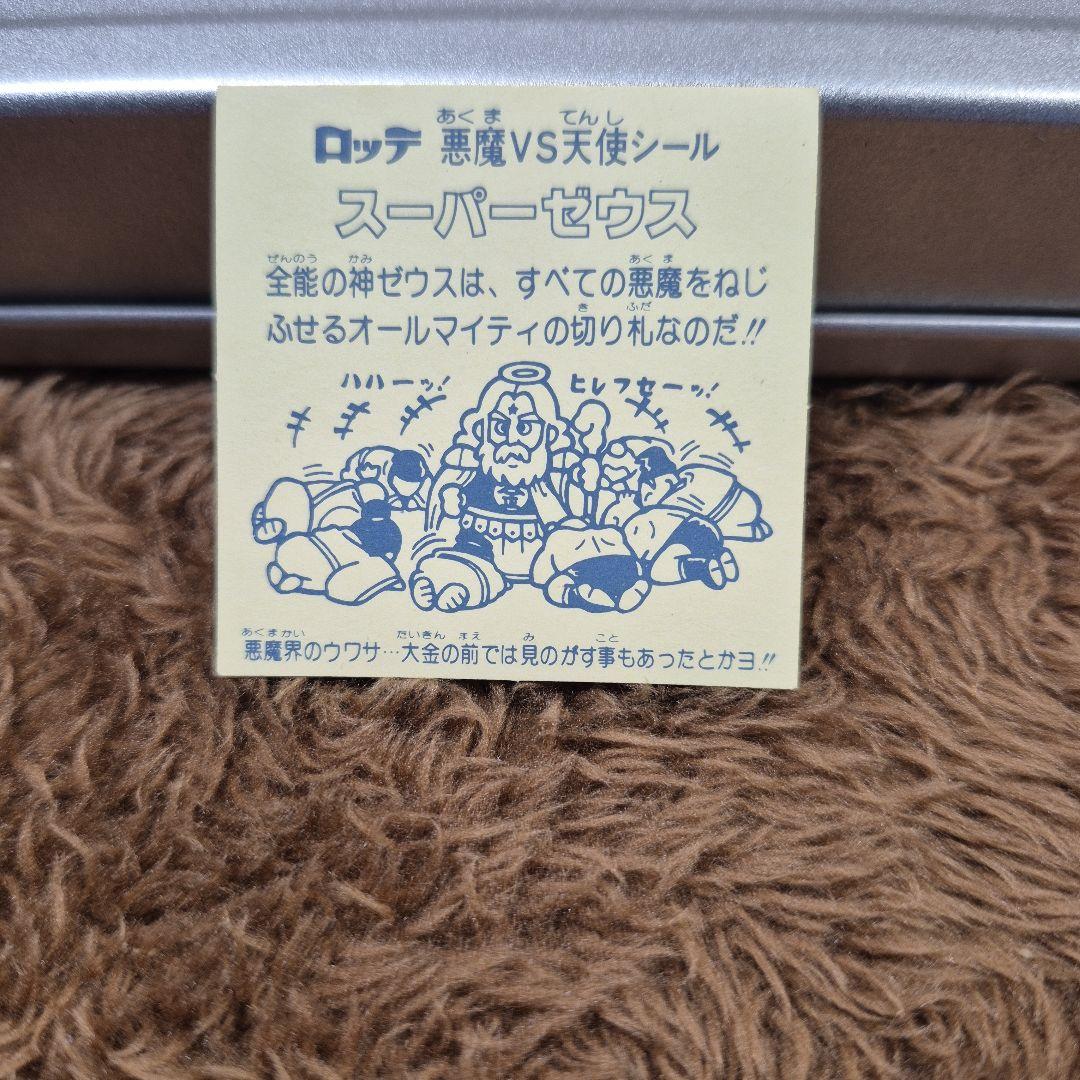 ロッテ 悪魔VS天使シール
あくま てんし
スーパーゼウス
ぜんのう かみ あくま
全能の神ゼウスは、すべての悪魔をねじ
き ふだ
ふせるオールマイティの切り札なのだ!!
ハハーッ! ヒレフセーッ!
金
あくまかい たいきん まえ み こと
悪魔界のウワサ…大金の前では見のがす事もあったとかヨ!!